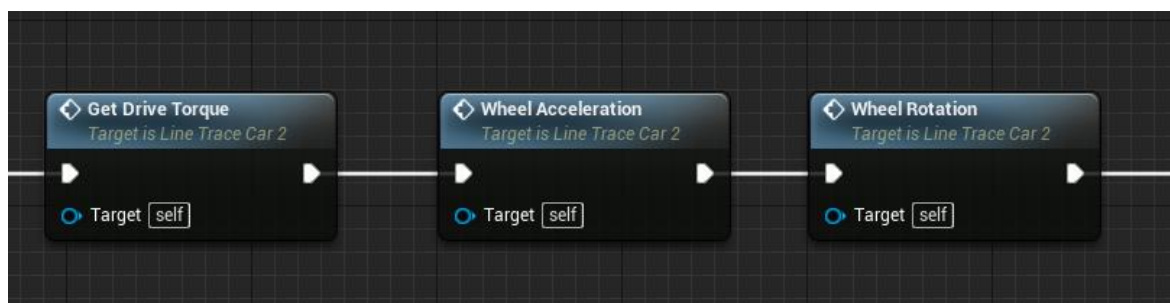 Get Drive Torque
Target is Line Trace Car 2
Target self
Wheel Acceleration
Target is Line Trace Car 2
Target self
Wheel Rotation
Target is Line Trace Car 2
Target self